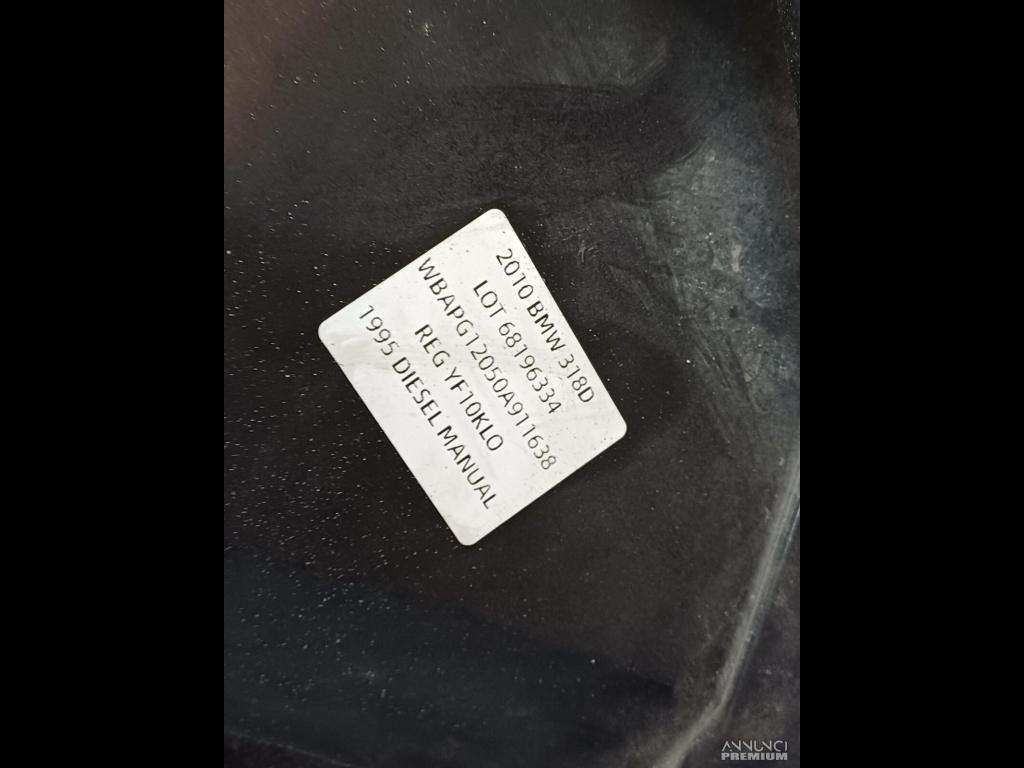 2010 BMW 318D
LOT 68196334
WBAPG12050A911638
REG YF10KLO
1995 DIESEL MANUAL
ANNUNCI
PREMIUM